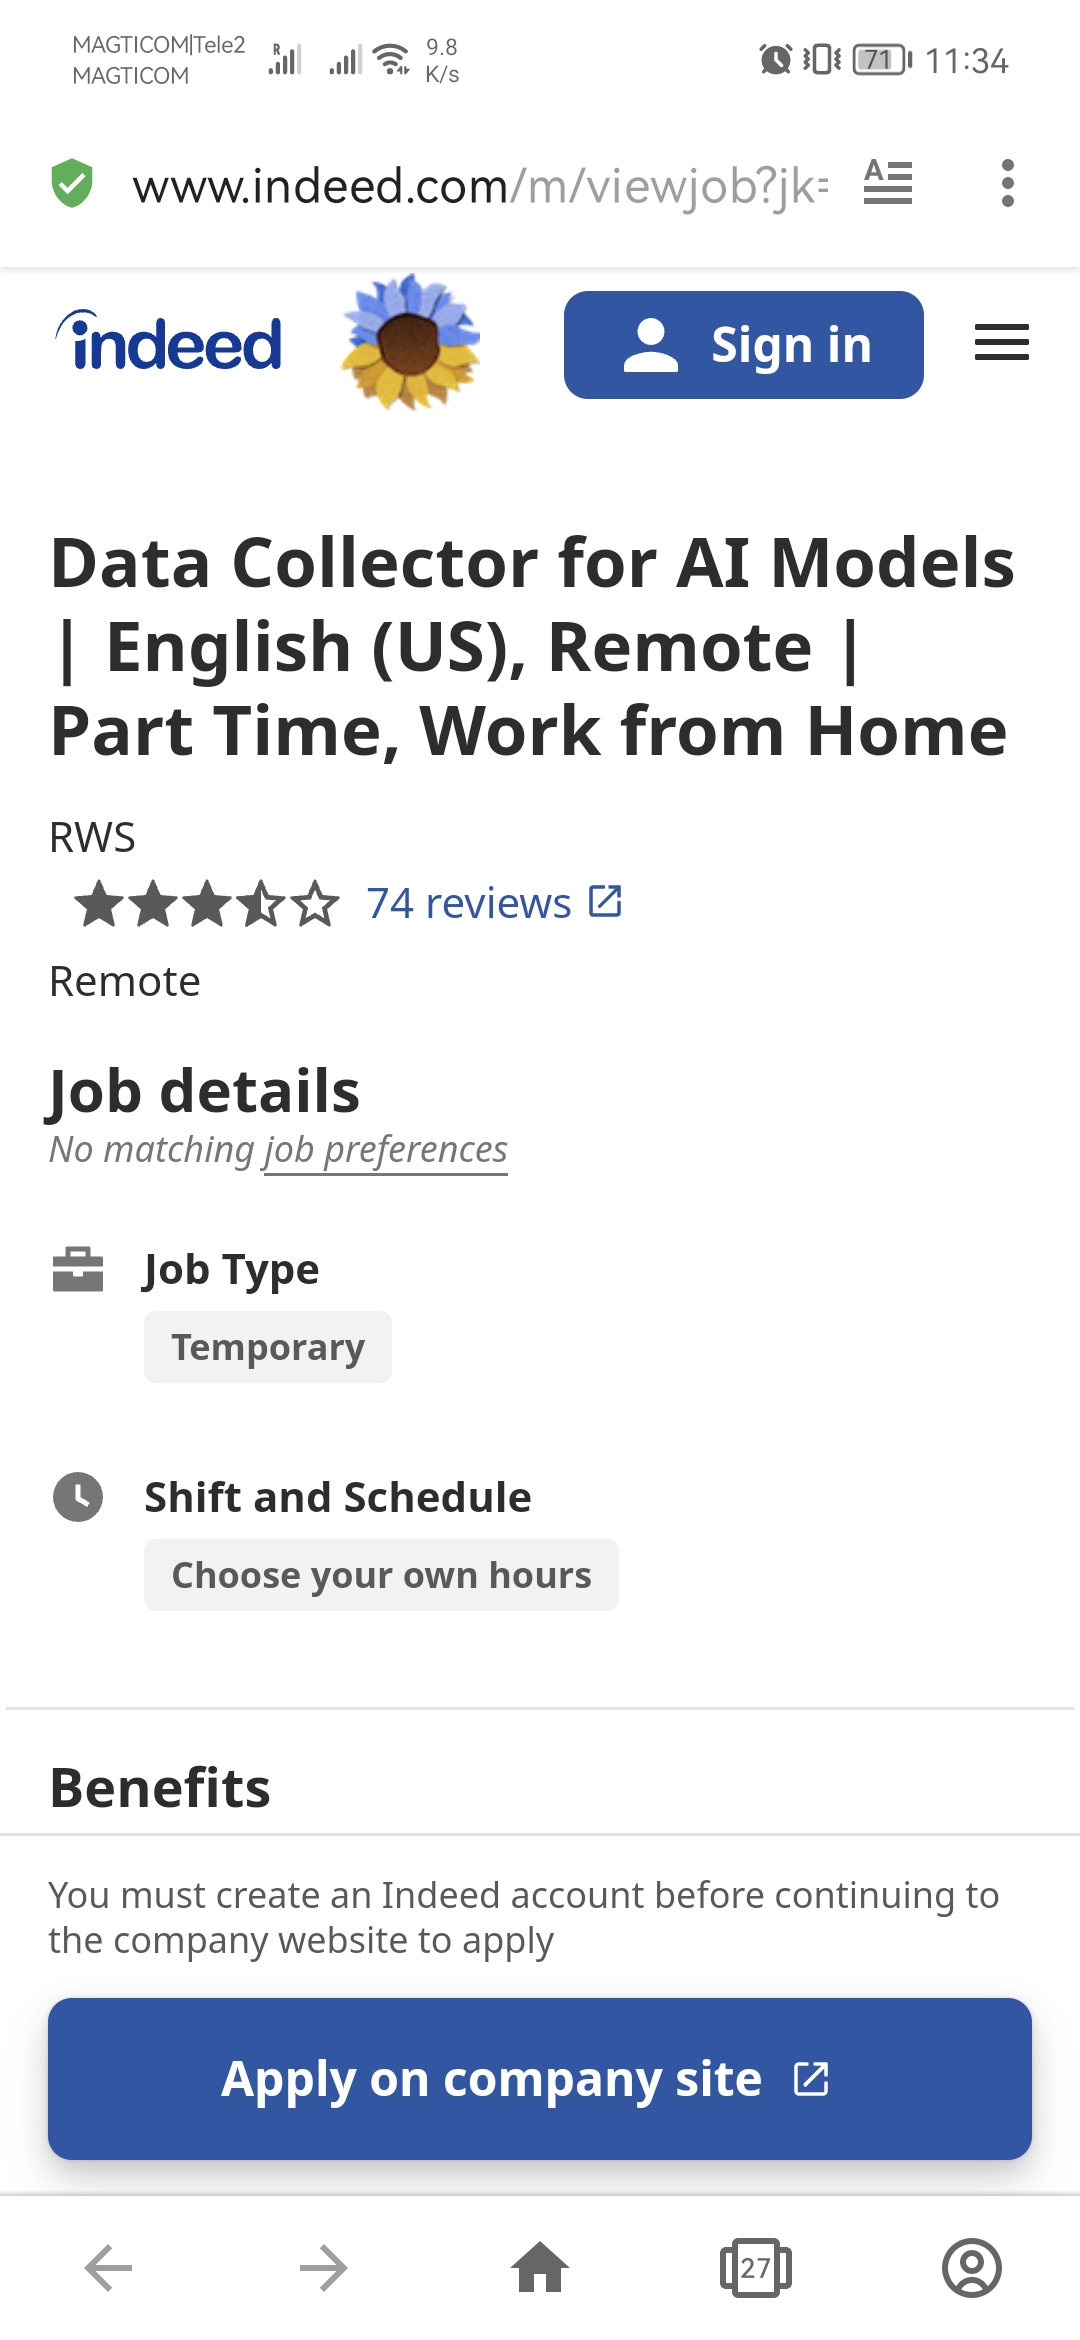 MAGTICOM|Tele2
MAGTICOM
R
9.8
K/s
71
11:34
www.indeed.com/m/viewjob?jk=
indeed
Sign in
Data Collector for AI Models
| English (US), Remote |
Part Time, Work from Home
RWS
74 reviews
Remote
Job details
No matching job preferences
Job Type
Temporary
Shift and Schedule
Choose your own hours
Benefits
You must create an Indeed account before continuing to
the company website to apply
Apply on company site
27